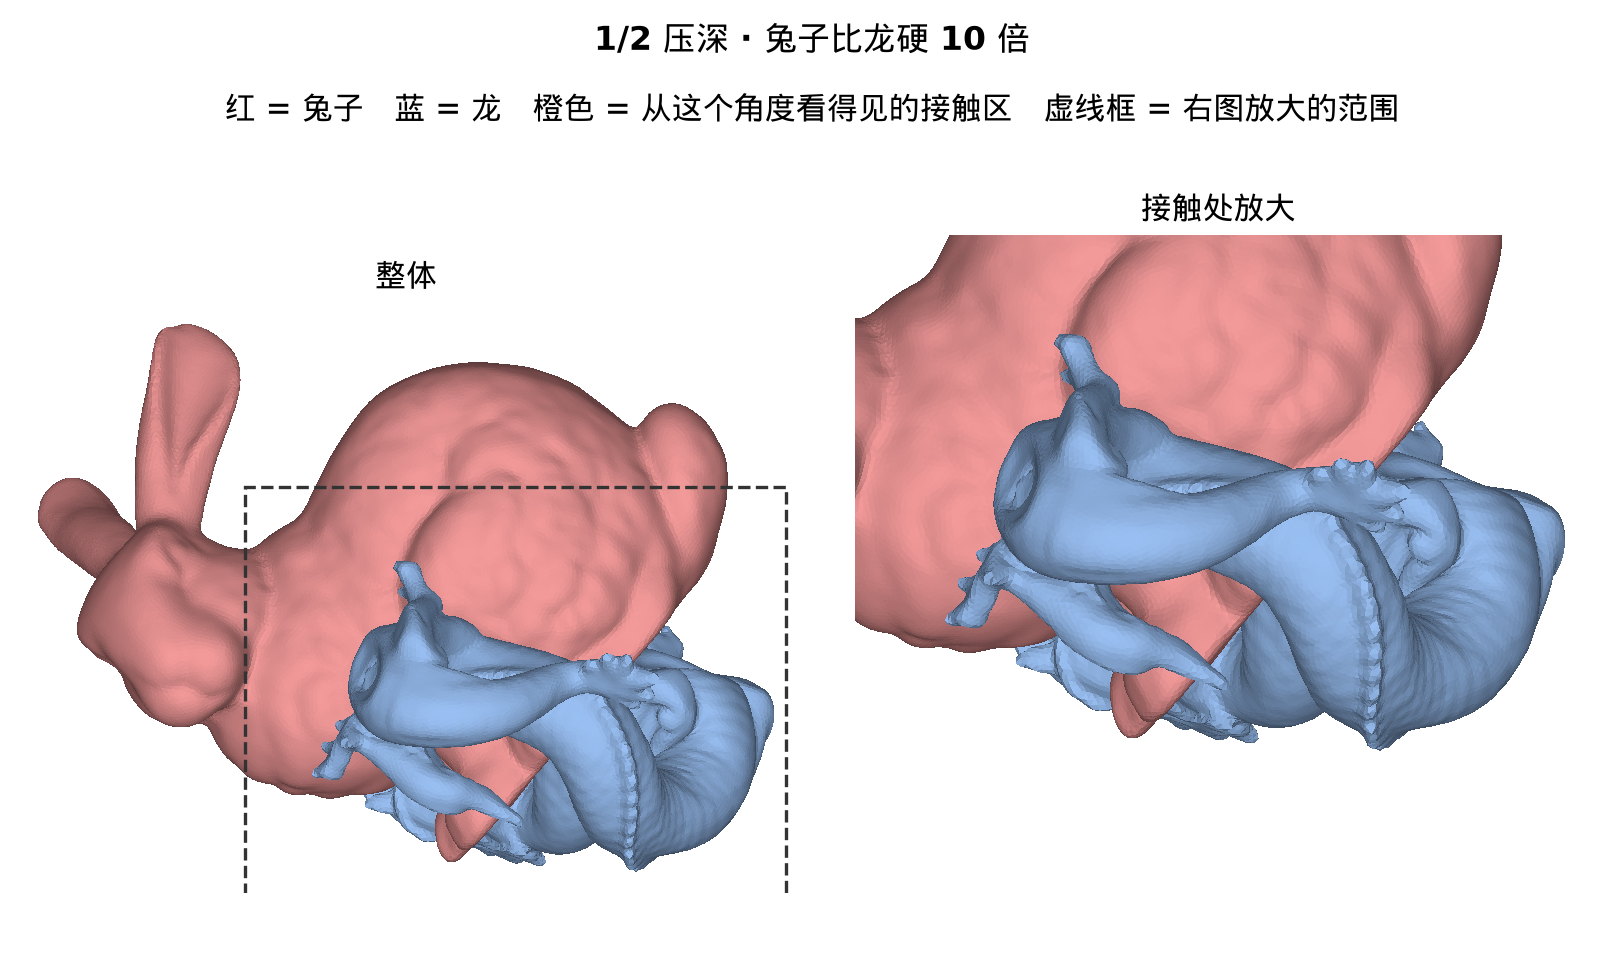 1/2 压深 · 兔子比龙硬 10 倍
红 = 兔子 蓝 = 龙 橙色 = 从这个角度看得见的接触区 虚线框 = 右图放大的范围
接触处放大
整体